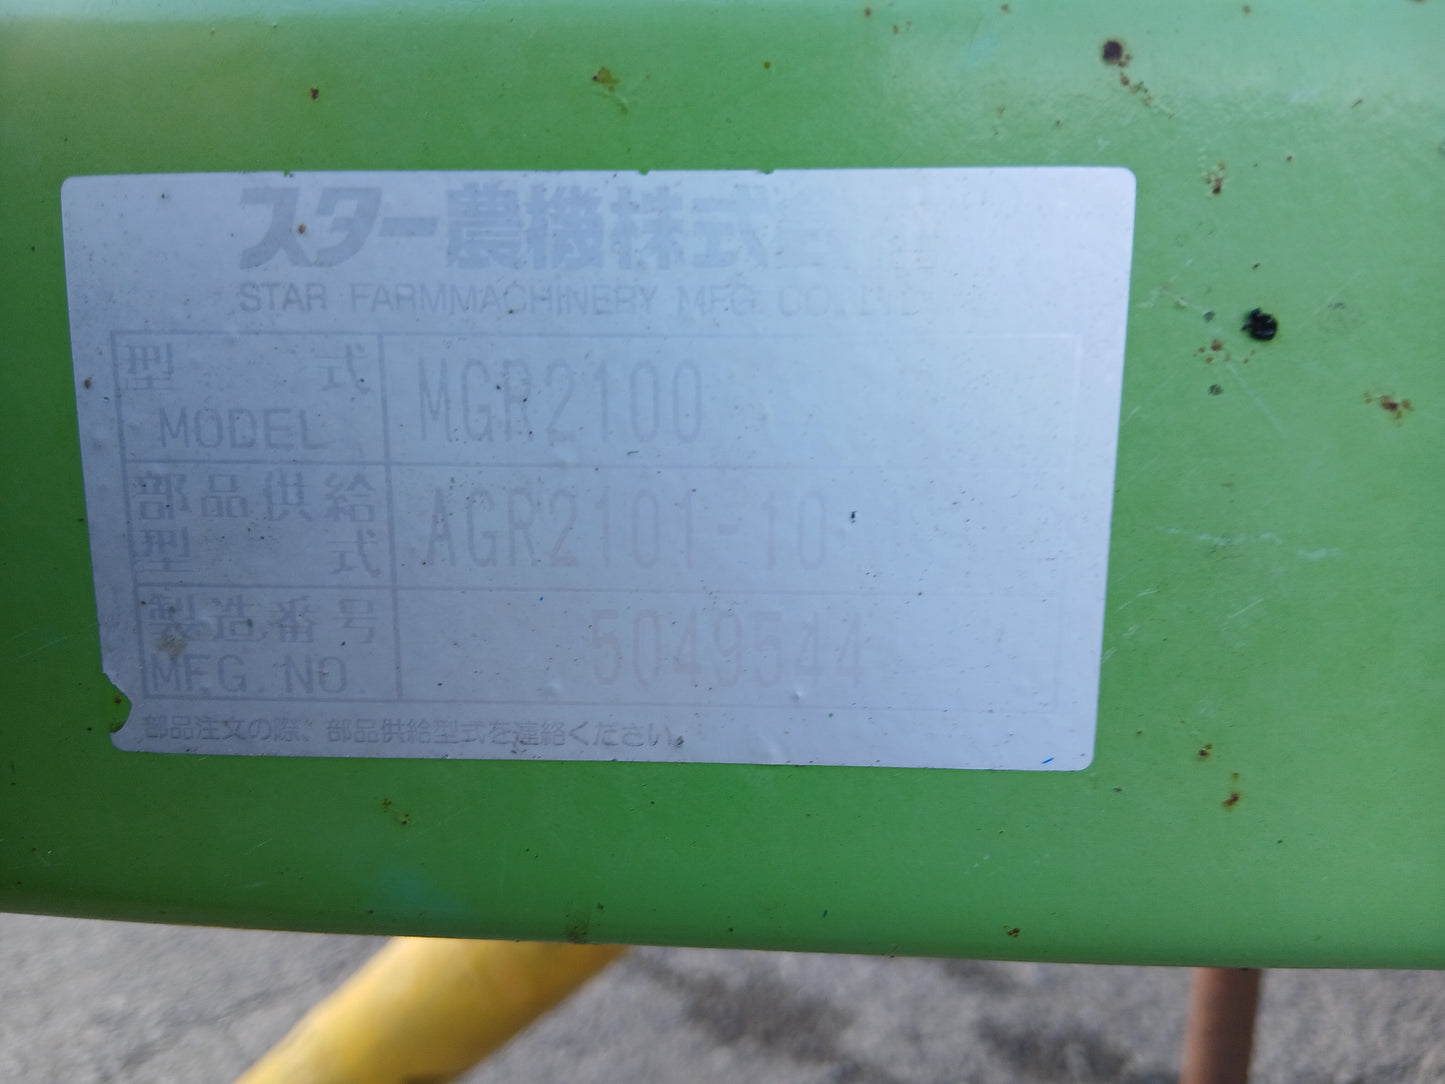 スター農機株式会
STAR FARMMACHINERY MFG. CO. LTD
型 式 MGR2100
MODEL
部品供給 AGR2101-10
型 式
製造番号 5049544
MFG. NO.
部品注文の際、部品供給型式を連絡ください。